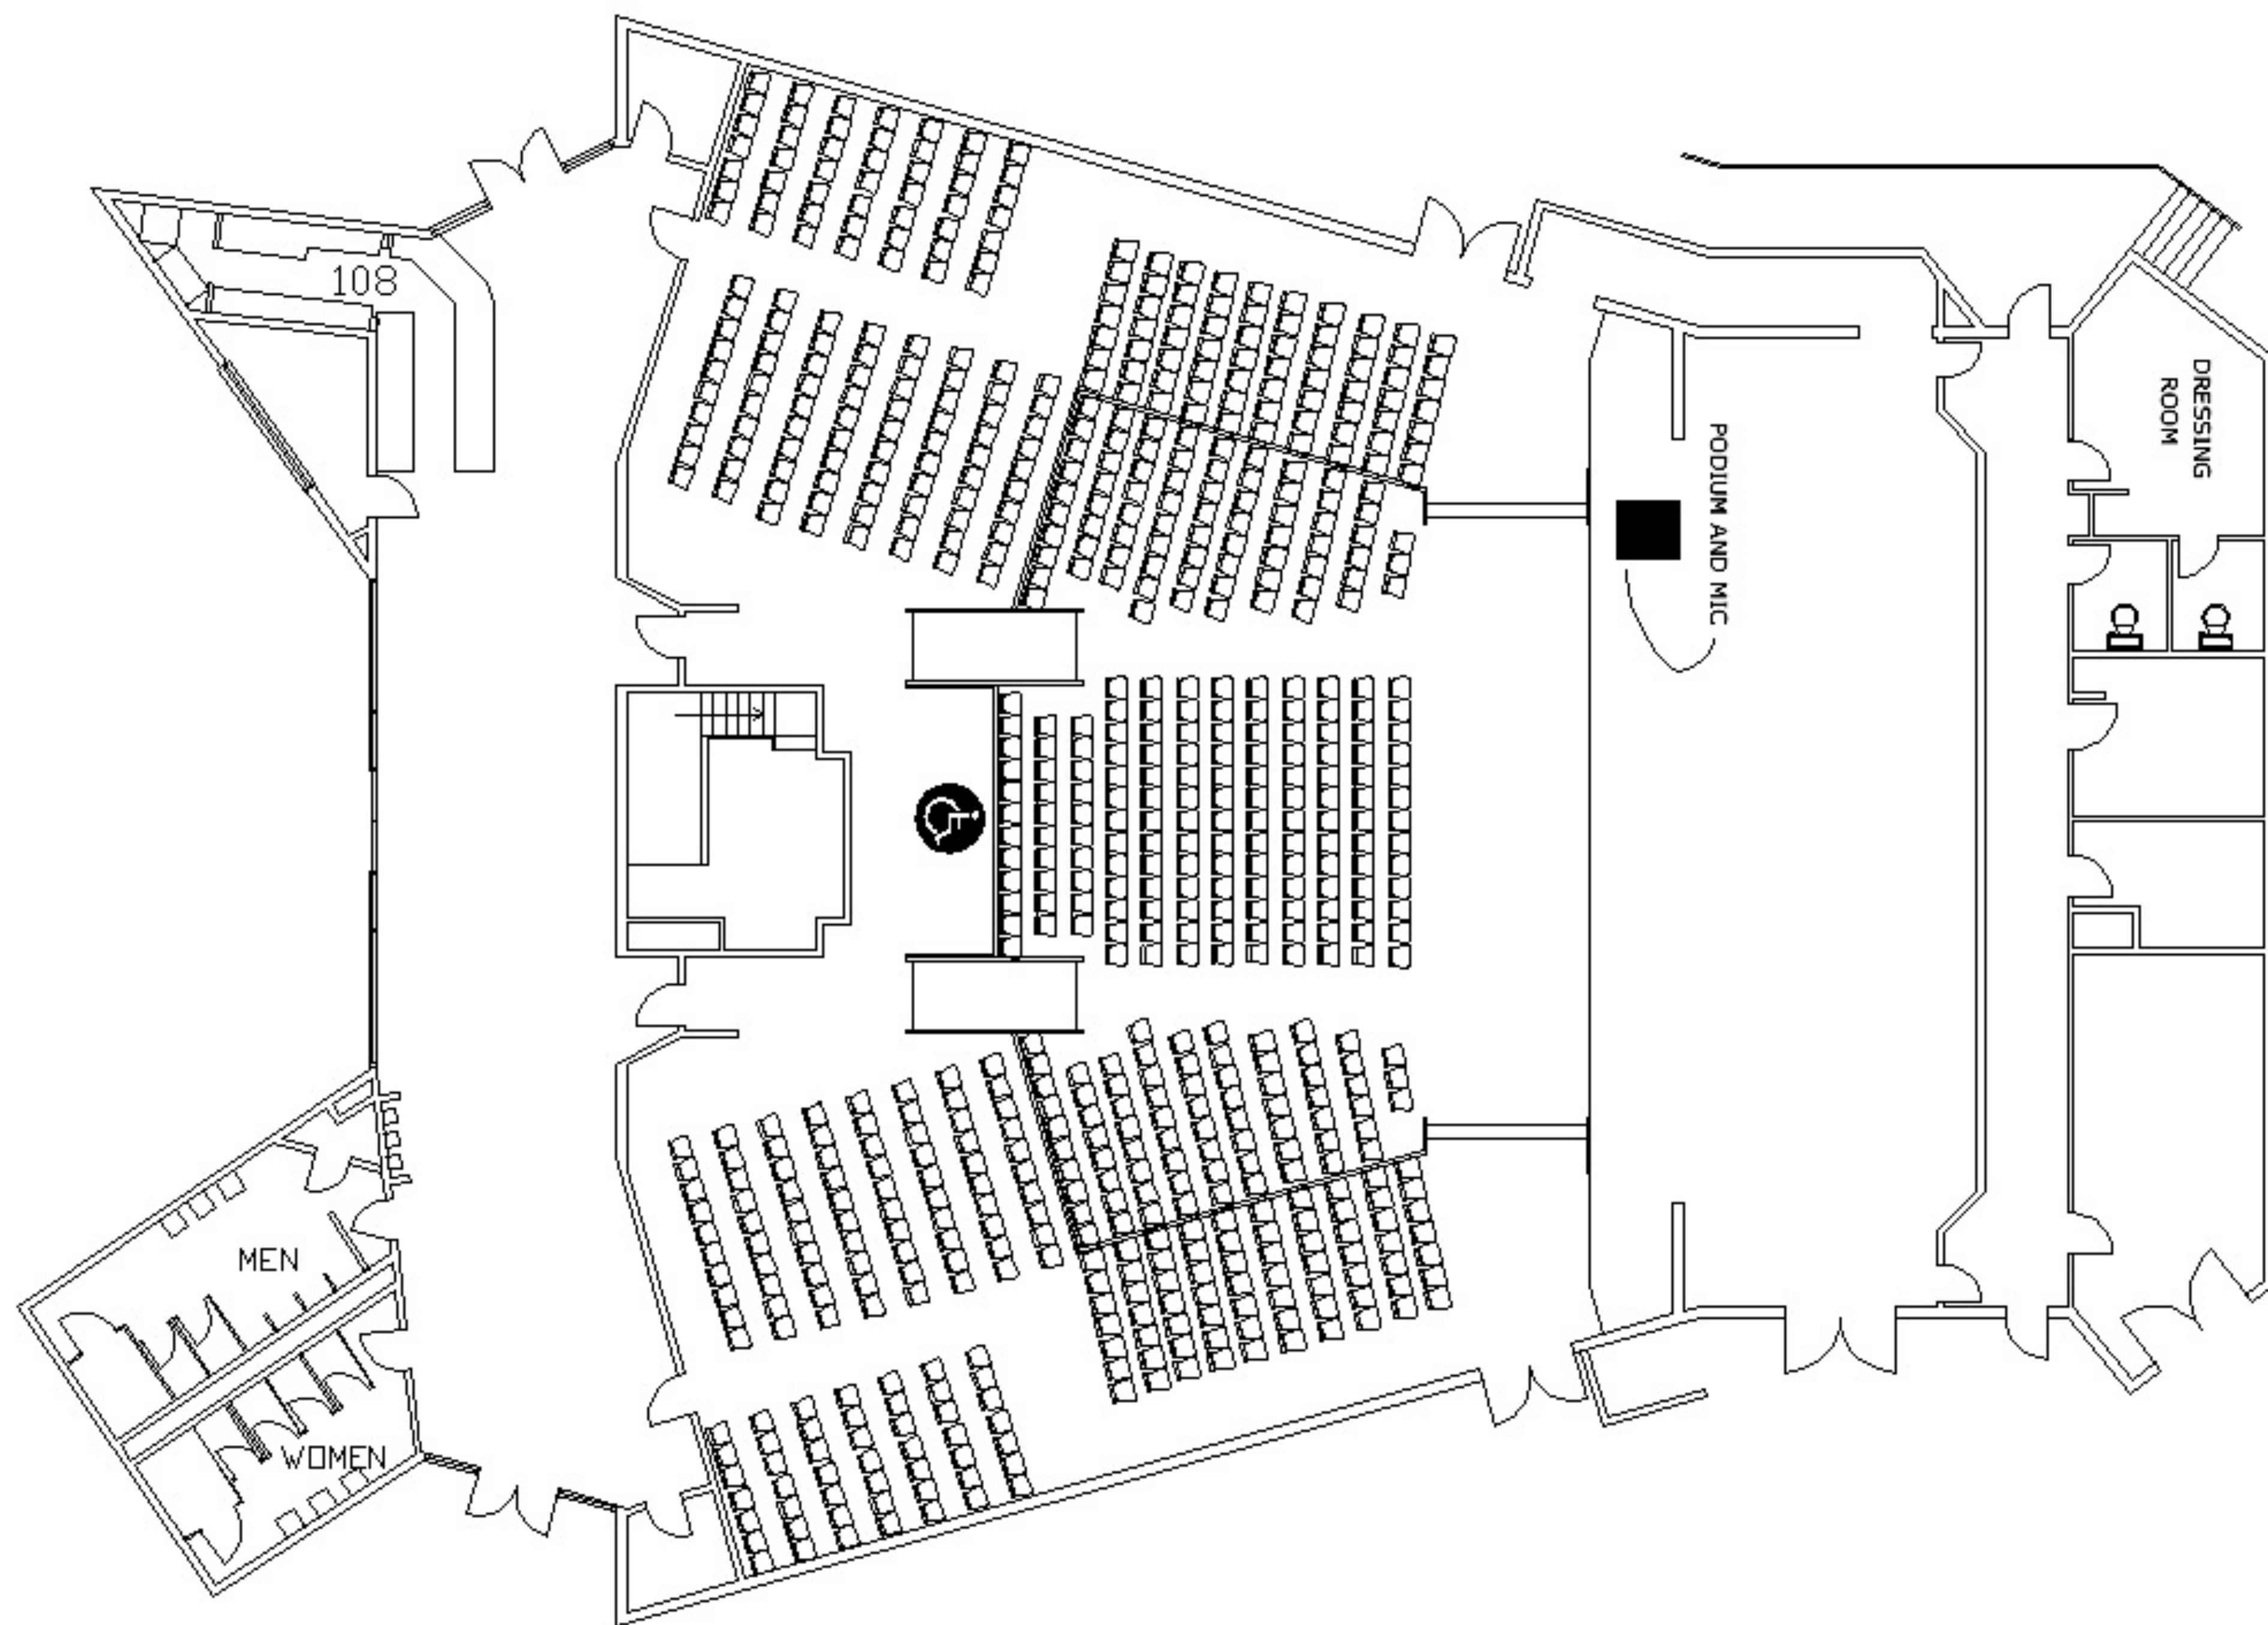 108
DRESSING
ROOM
PODIUM AND MIC
MEN
WOMEN